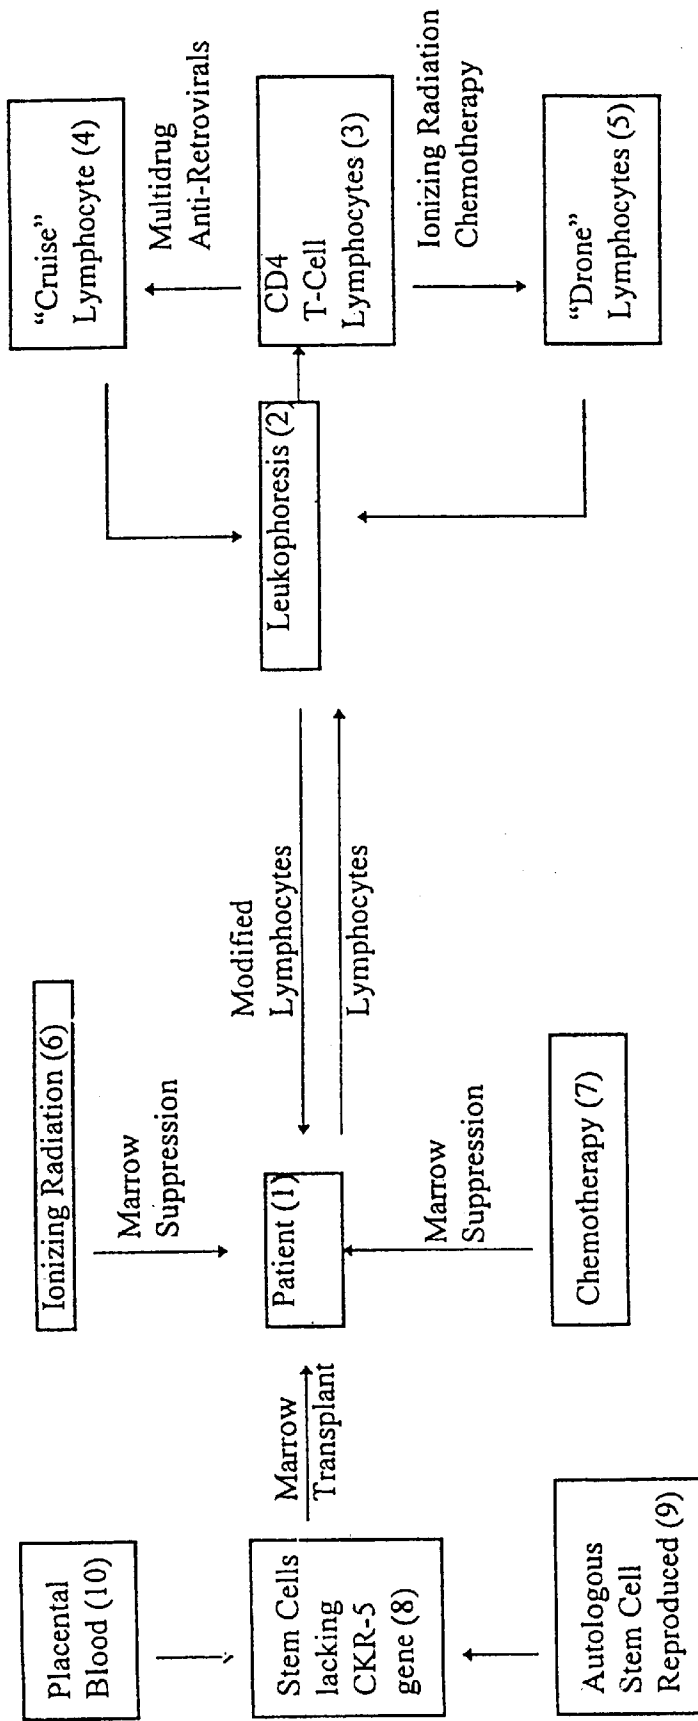 Placental
Blood (10)
Stem Cells
lacking
CKR-5
gene (8)
Autologous
Stem Cell
Reproduced (9)
Marrow
Transplant
Ionizing Radiation (6)
Marrow
Suppression
Patient (1)
Marrow
Suppression
Chemotherapy (7)
Modified
Lymphocytes
Lymphocytes
Leukophoresis (2)
“Cruise”
Lymphocyte (4)
Multidrug
Anti-Retrovirals
CD4
T-Cell
Lymphocytes (3)
Ionizing Radiation
Chemotherapy
“Drone”
Lymphocytes (5)